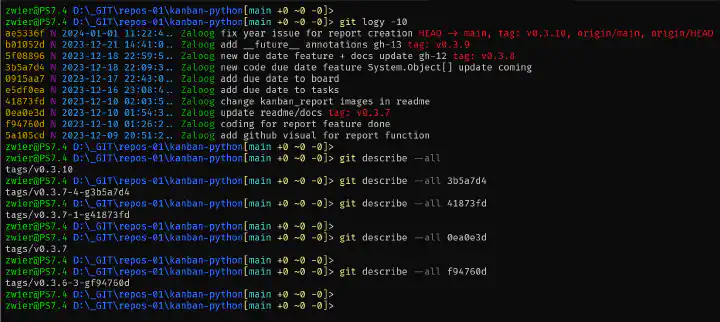 zwier@PS7.4 D:\_GIT\repos-01\kanban-python[main +0 ~0 -0]>
zwier@PS7.4 D:\_GIT\repos-01\kanban-python[main +0 ~0 -0]> git logy -10
ae5336f N 2024-01-01 11:22:4.. Zaloog fix year issue for report creation HEAD -> main, tag: v0.3.10, origin/main, origin/HEAD
b01052d N 2023-12-21 14:41:0.. Zaloog add __future__ annotations gh-13 tag: v0.3.9
5f08896 N 2023-12-18 22:59:5.. Zaloog new due date feature + docs update gh-12 tag: v0.3.8
3b5a7d4 N 2023-12-18 22:09:3.. Zaloog new code due date feature System.Object[] update coming
0915aa7 N 2023-12-17 22:43:0.. Zaloog add due date to board
e5df0ea N 2023-12-16 23:08:4.. Zaloog add due date to tasks
41873fd N 2023-12-10 02:03:5.. Zaloog change kanban_report images in readme
0ea0e3d N 2023-12-10 01:54:3.. Zaloog update readme/docs tag: v0.3.7
f94760d N 2023-12-10 01:26:2.. Zaloog coding for report feature done
5a105cd N 2023-12-09 20:51:2.. Zaloog add github visual for report function
zwier@PS7.4 D:\_GIT\repos-01\kanban-python[main +0 ~0 -0]>
zwier@PS7.4 D:\_GIT\repos-01\kanban-python[main +0 ~0 -0]> git describe --all
tags/v0.3.10
zwier@PS7.4 D:\_GIT\repos-01\kanban-python[main +0 ~0 -0]> git describe --all 3b5a7d4
tags/v0.3.7-4-g3b5a7d4
zwier@PS7.4 D:\_GIT\repos-01\kanban-python[main +0 ~0 -0]> git describe --all 41873fd
tags/v0.3.7-1-g41873fd
zwier@PS7.4 D:\_GIT\repos-01\kanban-python[main +0 ~0 -0]>
zwier@PS7.4 D:\_GIT\repos-01\kanban-python[main +0 ~0 -0]> git describe --all 0ea0e3d
tags/v0.3.7
zwier@PS7.4 D:\_GIT\repos-01\kanban-python[main +0 ~0 -0]> git describe --all f94760d
tags/v0.3.6-3-gf94760d
zwier@PS7.4 D:\_GIT\repos-01\kanban-python[main +0 ~0 -0]>
zwier@PS7.4 D:\_GIT\repos-01\kanban-python[main +0 ~0 -0]>